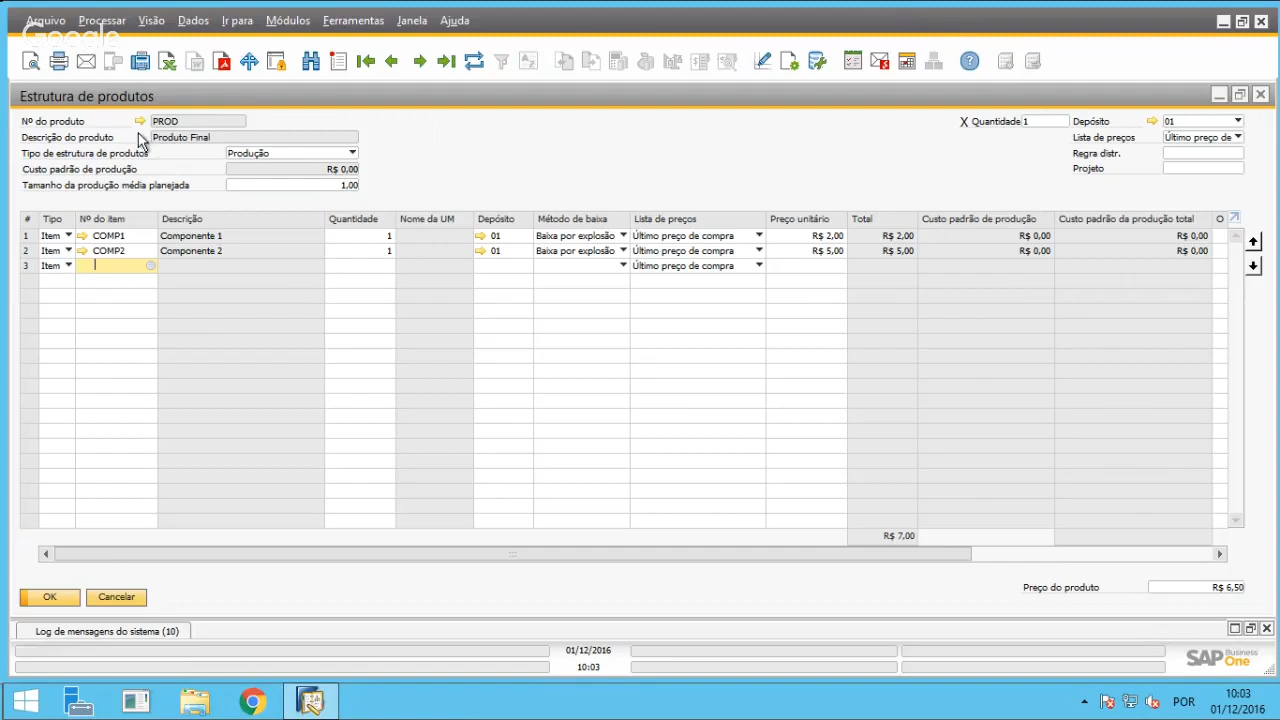 Arquivo Processar Visão Dados Ir para Módulos Ferramentas Janela Ajuda
Google
Estrutura de produtos
Nº do produto PROD X Quantidade 1 Depósito 01
Descrição do produto Produto Final Lista de preços Último preço de
Tipo de estrutura de produtos Produção Regra distr.
Custo padrão de produção R$ 0,00 Projeto
Tamanho da produção média planejada 1,00
# Tipo Nº do item Descrição Quantidade Nome da UM Depósito Método de baixa Lista de preços Preço unitário Total Custo padrão de produção Custo padrão da produção total O
1 Item COMP1 Componente 1 1 01 Baixa por explosão Último preço de compra R$ 2,00 R$ 2,00 R$ 0,00 R$ 0,00
2 Item COMP2 Componente 2 1 01 Baixa por explosão Último preço de compra R$ 5,00 R$ 5,00 R$ 0,00 R$ 0,00
3 Item Último preço de compra
R$ 7,00
Preço do produto R$ 6,50
OK Cancelar
Log de mensagens do sistema (10)
01/12/2016
10:03
SAP Business One
POR 10:03
01/12/2016